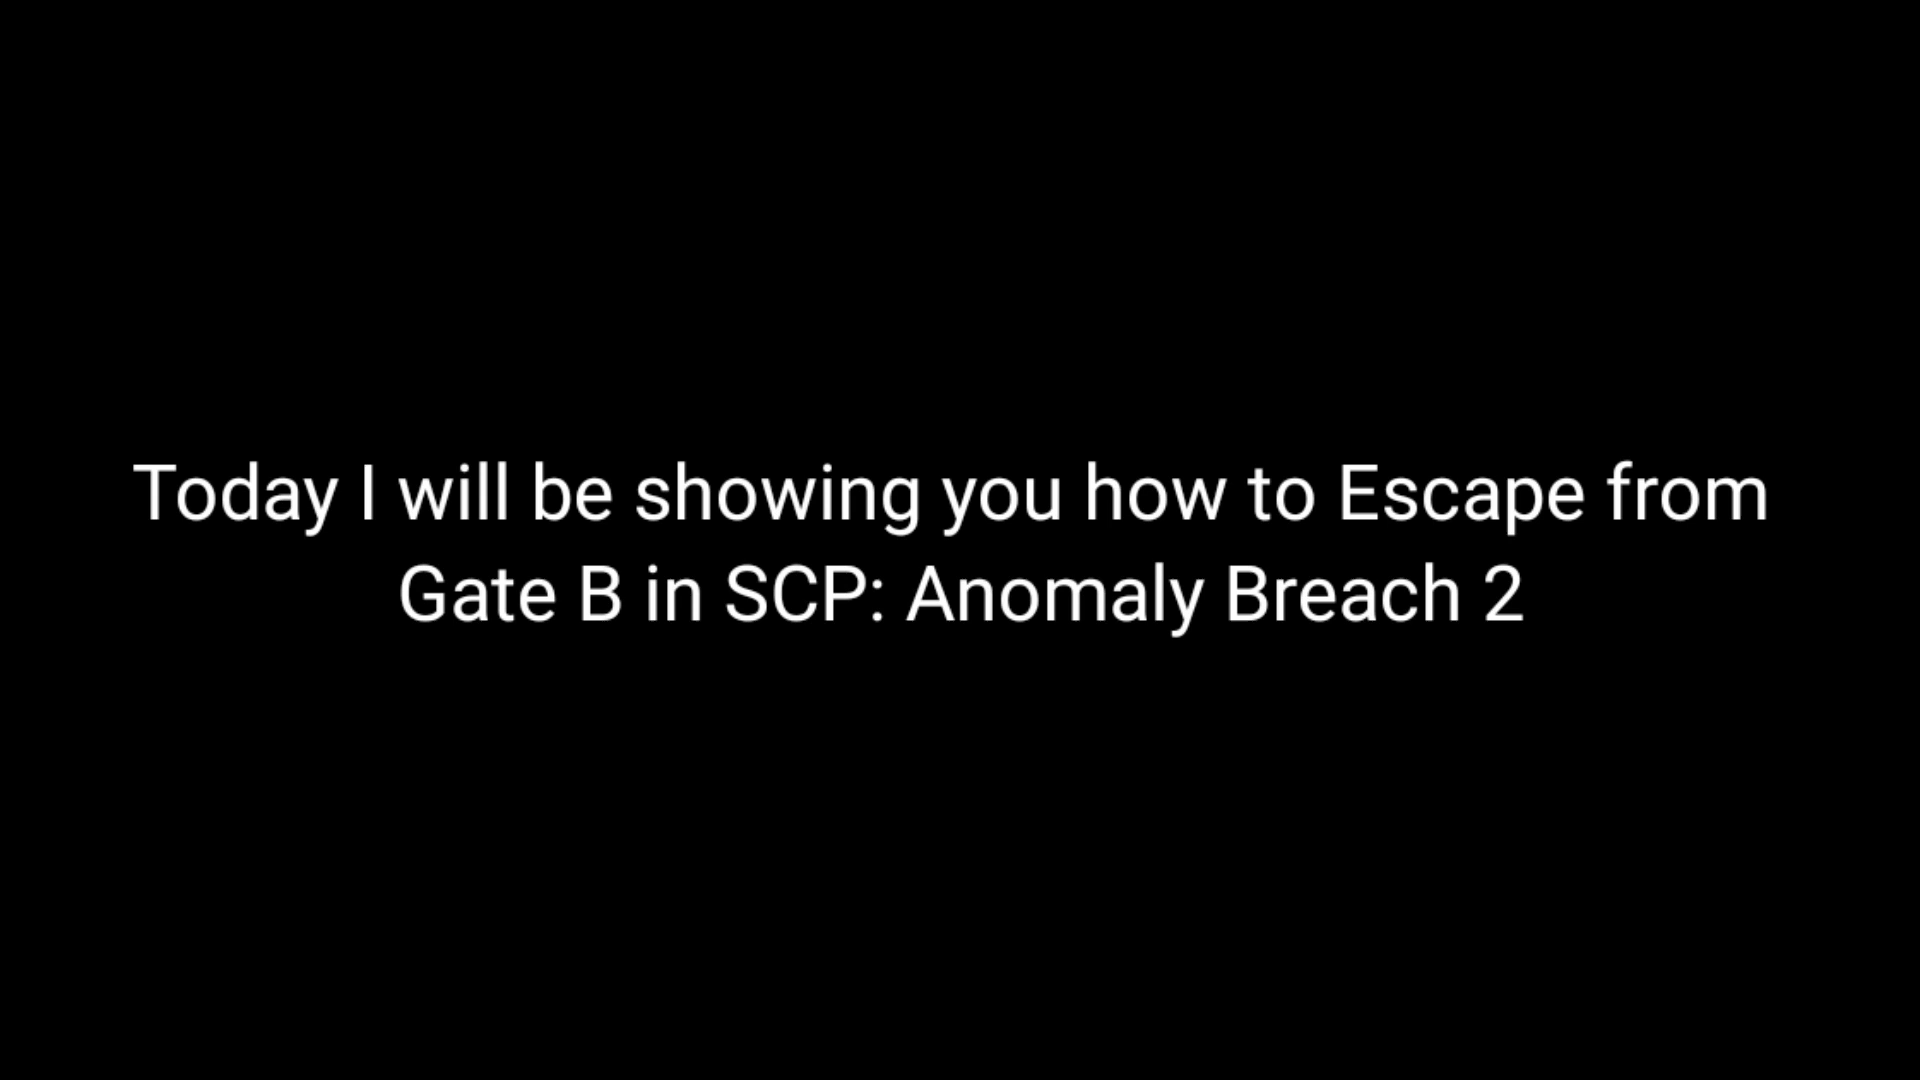 Today I will be showing you how to Escape from
Gate B in SCP: Anomaly Breach 2